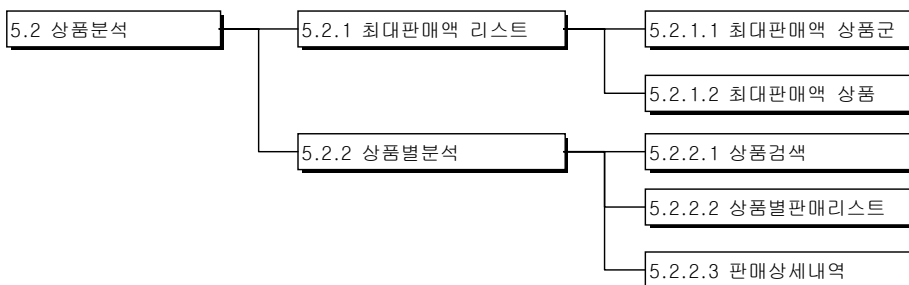 5.2 상품분석
5.2.1 최대판매액 리스트
5.2.1.1 최대판매액 상품군
5.2.1.2 최대판매액 상품
5.2.2 상품별분석
5.2.2.1 상품검색
5.2.2.2 상품별판매리스트
5.2.2.3 판매상세내역